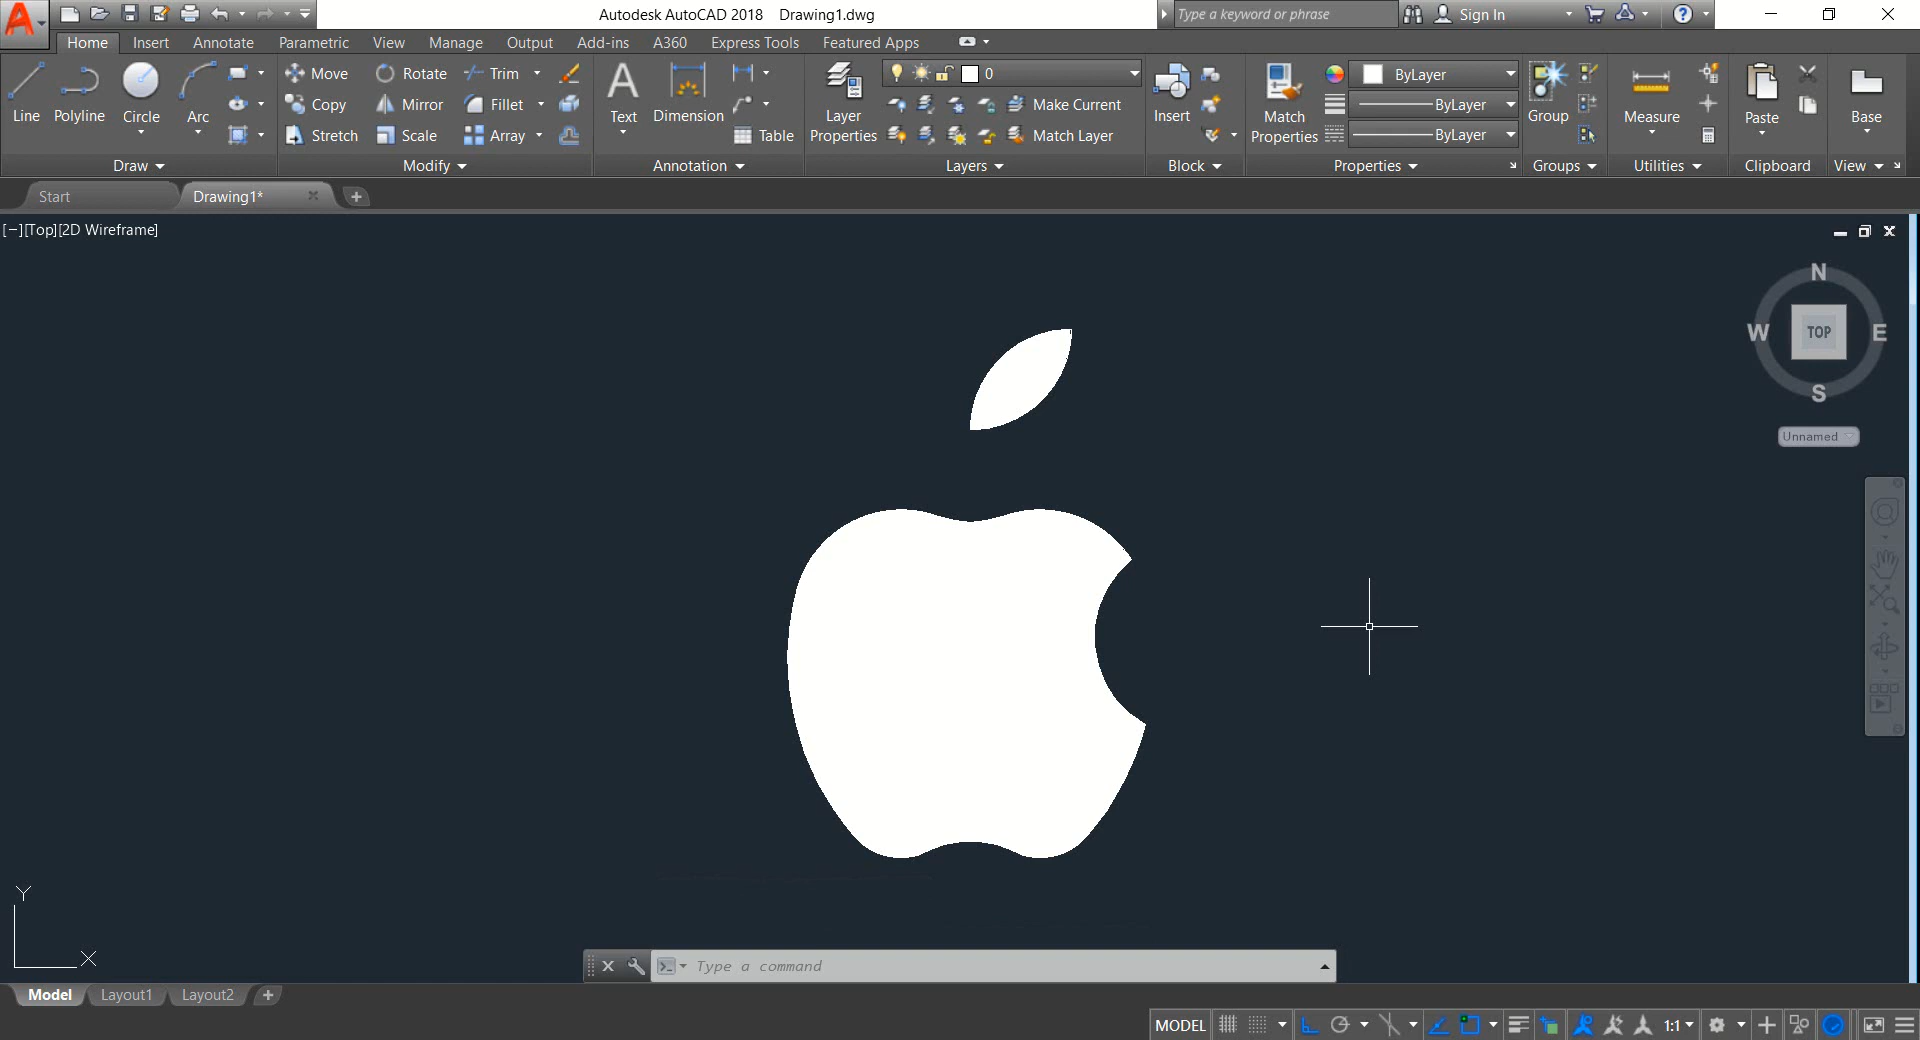 Autodesk AutoCAD 2018 Drawing1.dwg
Type a keyword or phrase
Sign In
Home Insert Annotate Parametric View Manage Output Add-ins A360 Express Tools Featured Apps
Line Polyline Circle Arc
Move Rotate Trim
Copy Mirror Fillet
Stretch Scale Array
Text Dimension Table
Layer Properties
0
Make Current
Match Layer
Insert
Match Properties
ByLayer
ByLayer
ByLayer
Group
Measure
Paste
Base
Draw Modify Annotation Layers Block Properties Groups Utilities Clipboard View
Start Drawing1*
[−][Top][2D Wireframe]
N
W TOP E
S
Unnamed
Y
X
Type a command
Model Layout1 Layout2
MODEL 1:1